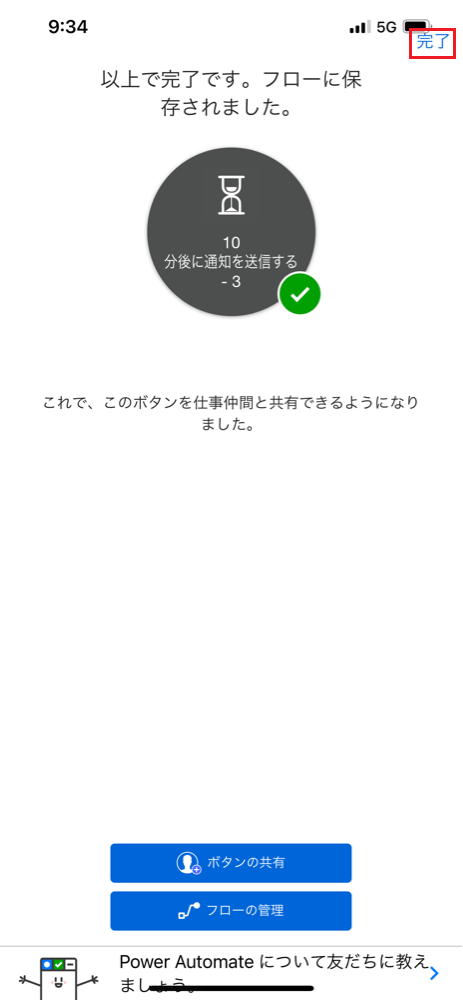 9:34
5G
完了
以上で完了です。フローに保
存されました。
10
分後に通知を送信する
- 3
これで、このボタンを仕事仲間と共有できるようになり
ました。
ボタンの共有
フローの管理
Power Automate について友だちに教え
ましょう。